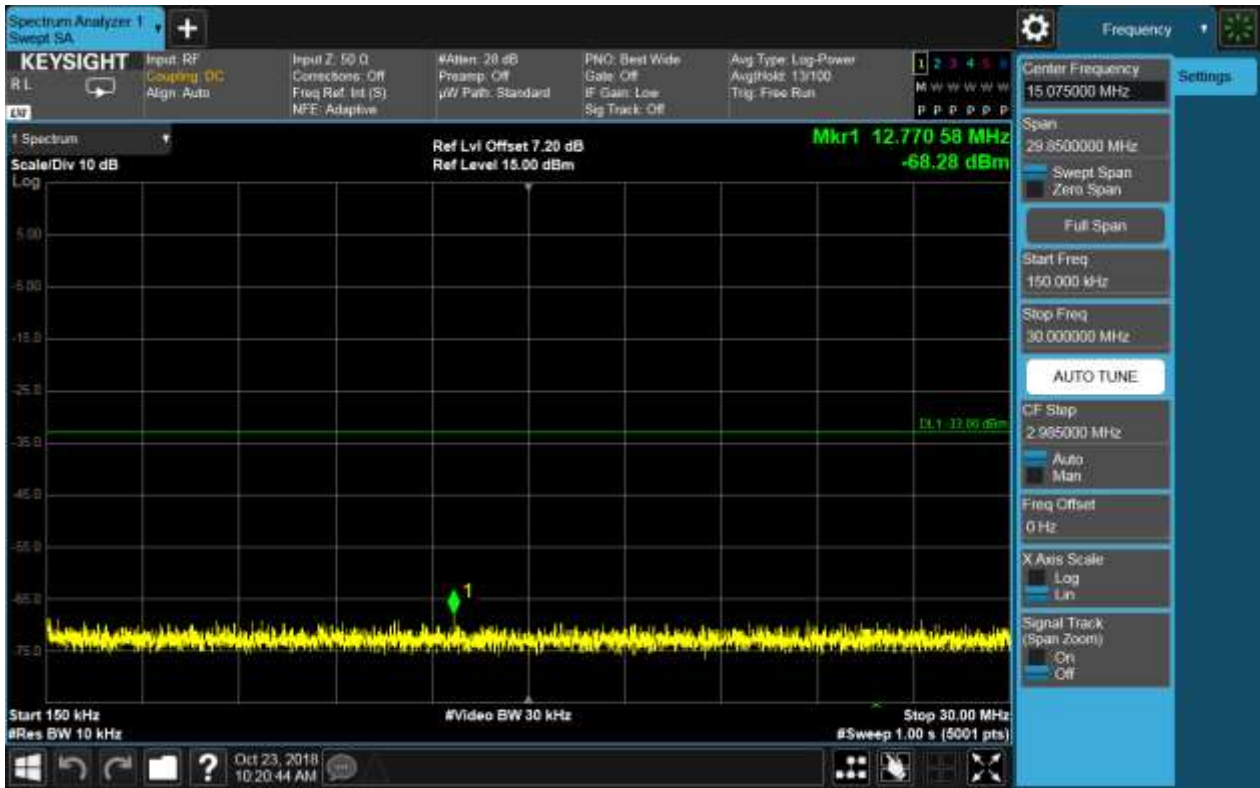 Spectrum Analyzer 1
Swept SA
Frequency
KEYSIGHT
R L
Input: RF
Coupling: DC
Align: Auto
Input Z: 50 Ω
Corrections: Off
Freq Ref: Int (S)
NFE: Adaptive
#Atten: 28 dB
Preamp: Off
µW Path: Standard
PNO: Best Wide
Gate: Off
IF Gain: Low
Sig Track: Off
Avg Type: Log-Power
Avg|Hold: 13/100
Trig: Free Run
1 2 3 4 5 6
M W W W W W
P P P P P P
1 Spectrum
Scale/Div 10 dB
Log
Ref Lvl Offset 7.20 dB
Ref Level 15.00 dBm
Mkr1 12.770 58 MHz
-68.28 dBm
5.00
-5.00
-15.0
-25.0
-35.0
-45.0
-55.0
-65.0
-75.0
DL1 -33.00 dBm
1
Start 150 kHz
#Res BW 10 kHz
#Video BW 30 kHz
Stop 30.00 MHz
#Sweep 1.00 s (5001 pts)
Oct 23, 2018
10:20:44 AM
Center Frequency
15.075000 MHz
Settings
Span
29.8500000 MHz
Swept Span
Zero Span
Full Span
Start Freq
150.000 kHz
Stop Freq
30.000000 MHz
AUTO TUNE
CF Step
2.985000 MHz
Auto
Man
Freq Offset
0 Hz
X Axis Scale
Log
Lin
Signal Track
(Span Zoom)
On
Off